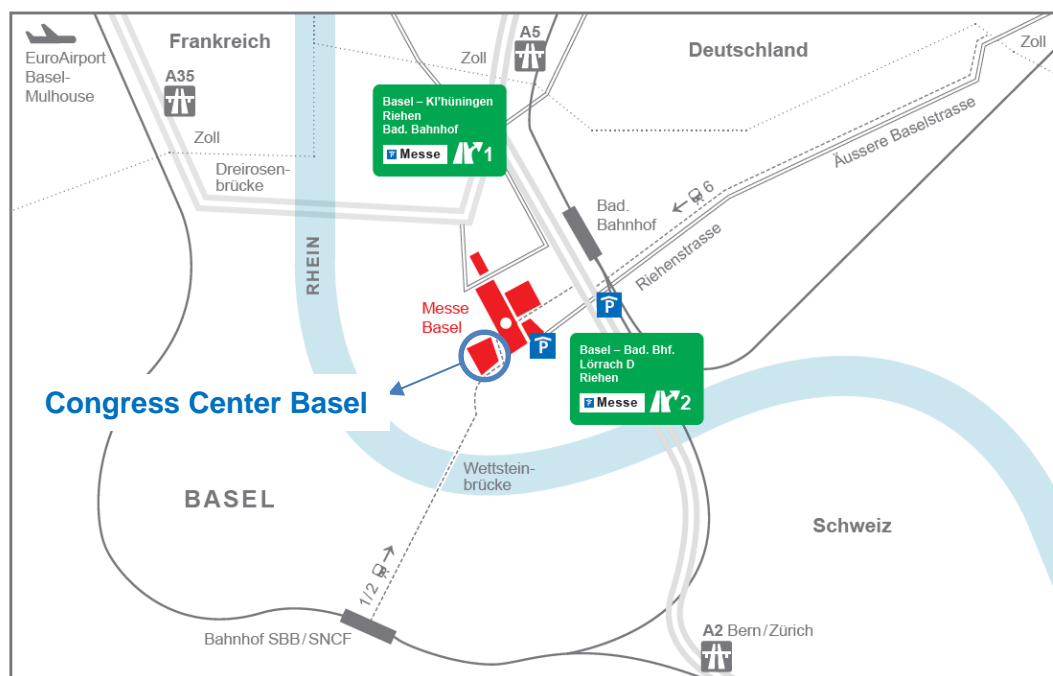 EuroAirport
Basel-
Mulhouse
Frankreich
A35
Zoll
Dreirosen-
brücke
Zoll
A5
Deutschland
Zoll
Basel – Kl'hüningen
Riehen
Bad. Bahnhof
P Messe 1
Äussere Baselstrasse
6
Bad.
Bahnhof
Riehenstrasse
RHEIN
Messe
Basel
P
P
Basel – Bad. Bhf.
Lörrach D
Riehen
P Messe 2
Congress Center Basel
Wettstein-
brücke
BASEL
Schweiz
1/2
Bahnhof SBB/SNCF
A2 Bern/Zürich